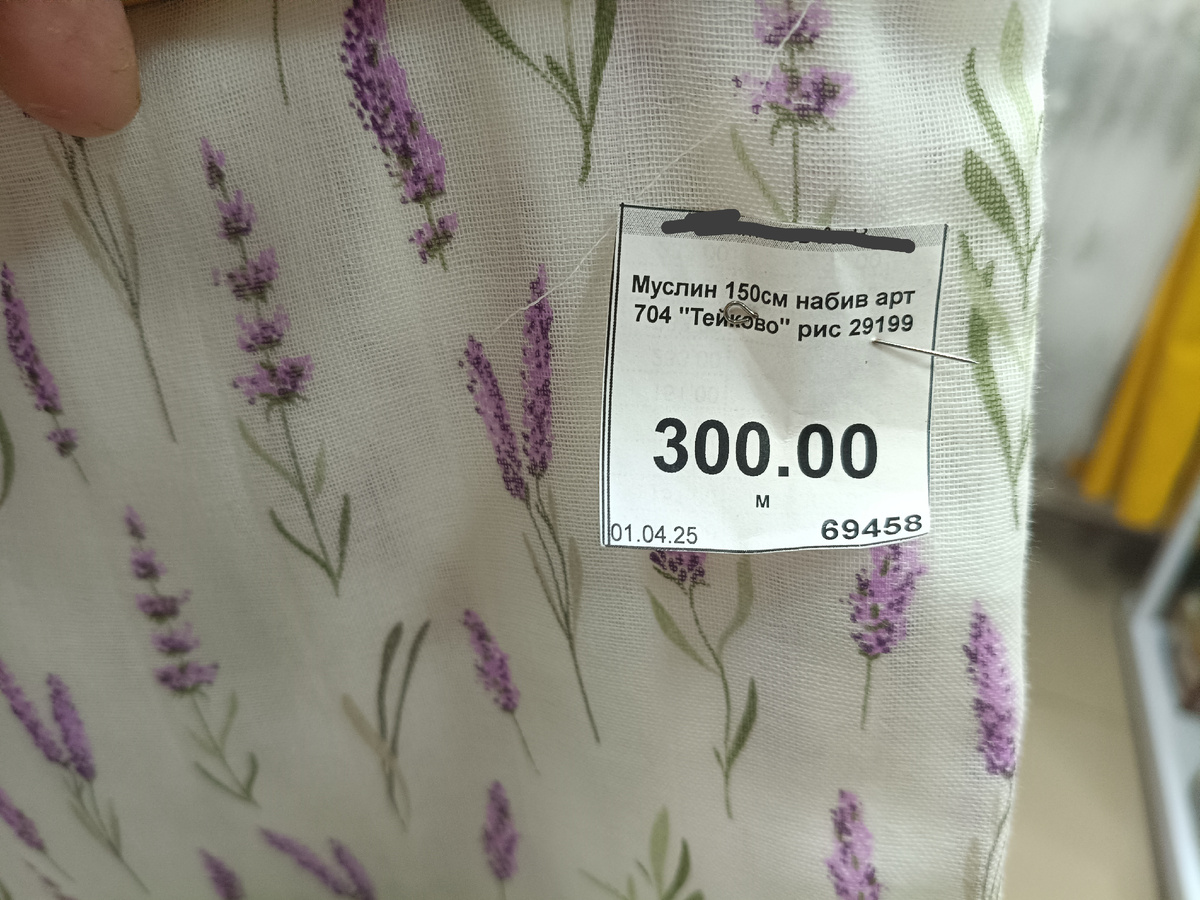 Муслин 150см набив арт
704 "Тейково" рис 29199
300.00
м
01.04.25 69458